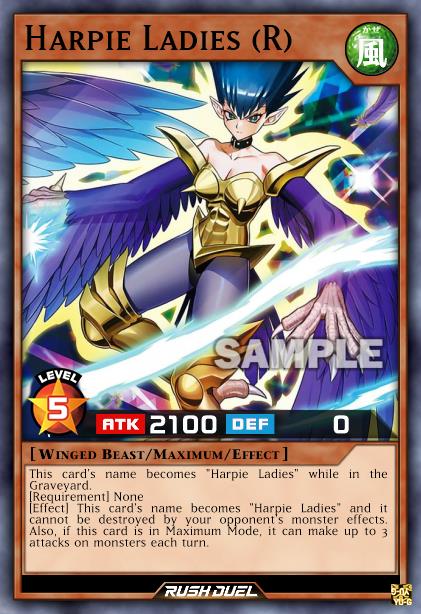 Harpie Ladies (R)
かぜ
風
SAMPLE
LEVEL
5
ATK 2100 DEF 0
[Winged Beast/Maximum/Effect]
This card's name becomes "Harpie Ladies" while in the
Graveyard.
[Requirement] None
[Effect] This card's name becomes "Harpie Ladies" and it
cannot be destroyed by your opponent's monster effects.
Also, if this card is in Maximum Mode, it can make up to 3
attacks on monsters each turn.
RUSH DUEL